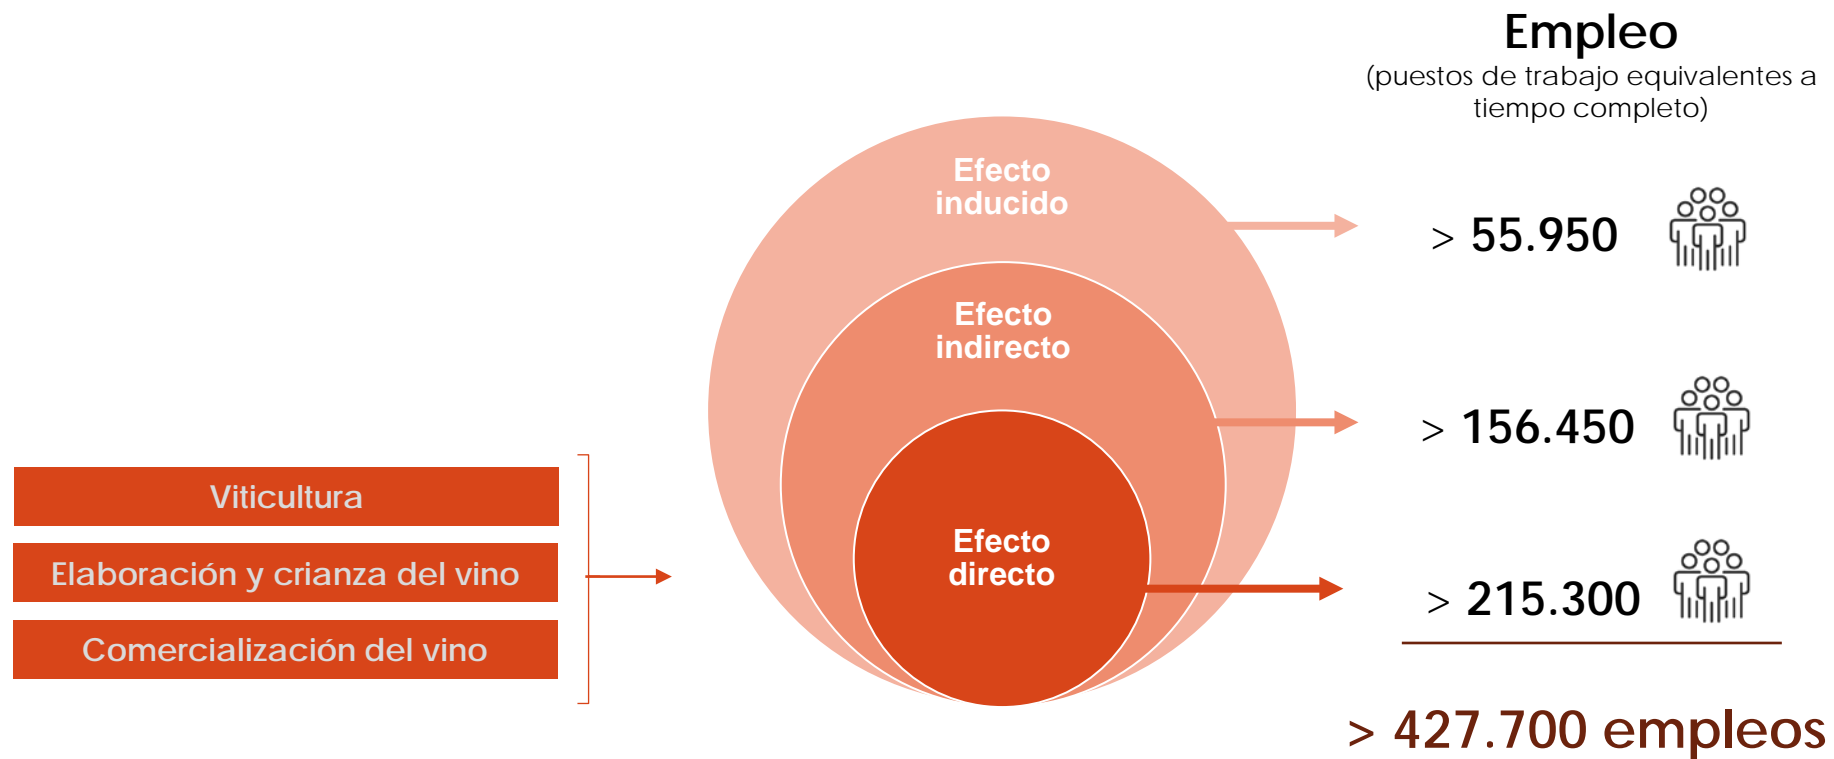 Empleo
(puestos de trabajo equivalentes a
tiempo completo)
Efecto
inducido
> 55.950
Efecto
indirecto
> 156.450
Viticultura
Elaboración y crianza del vino
Comercialización del vino
Efecto
directo
> 215.300
> 427.700 empleos